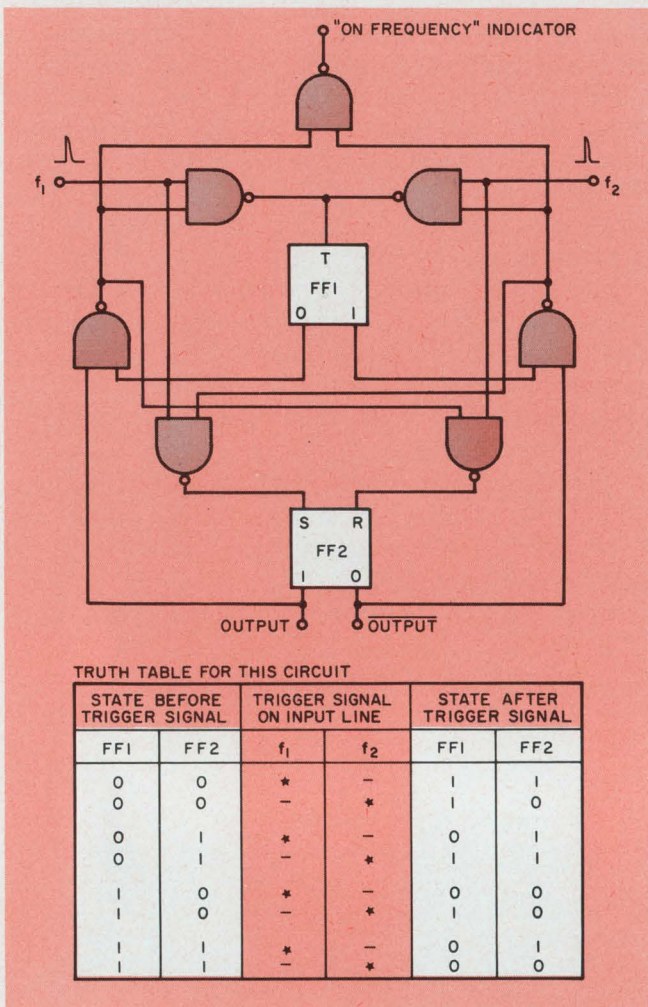 "ON FREQUENCY" INDICATOR
f1
f2
T
FF1
0 1
S R
FF2
1 0
OUTPUT OUTPUT
TRUTH TABLE FOR THIS CIRCUIT
STATE BEFORE TRIGGER SIGNAL ON INPUT LINE STATE AFTER
TRIGGER SIGNAL TRIGGER SIGNAL
FF1 FF2 f1 f2 FF1 FF2
0 0 * – 1 1
0 0 – * 1 0
0 1 * – 0 1
0 1 – * 1 1
1 0 * – 0 0
1 0 – * 1 0
1 1 * – 0 1
1 1 – * 0 0